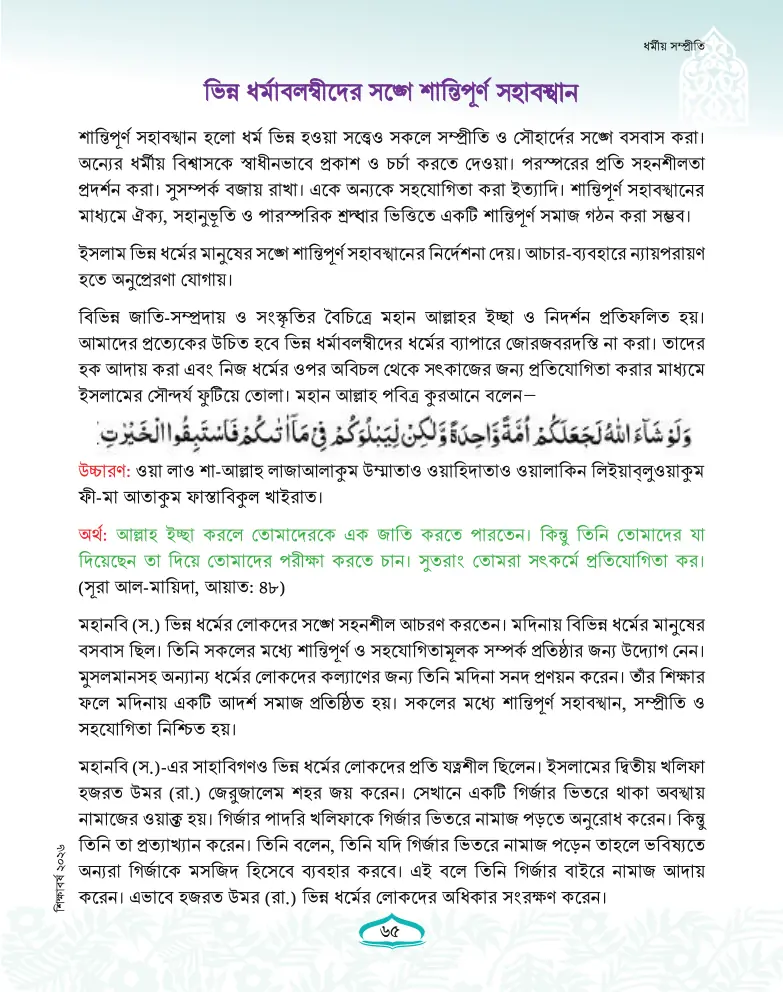 ধর্মীয় সম্প্রীতি
ভিন্ন ধর্মাবলম্বীদের সঙ্গে শান্তিপূর্ণ সহাবস্থান
শান্তিপূর্ণ সহাবস্থান হলো ধর্ম ভিন্ন হওয়া সত্ত্বেও সকলে সম্প্রীতি ও সৌহার্দের সঙ্গে বসবাস করা।
অন্যের ধর্মীয় বিশ্বাসকে স্বাধীনভাবে প্রকাশ ও চর্চা করতে দেওয়া। পরস্পরের প্রতি সহনশীলতা
প্রদর্শন করা। সুসম্পর্ক বজায় রাখা। একে অন্যকে সহযোগিতা করা ইত্যাদি। শান্তিপূর্ণ সহাবস্থানের
মাধ্যমে ঐক্য, সহানুভূতি ও পারস্পরিক শ্রদ্ধার ভিত্তিতে একটি শান্তিপূর্ণ সমাজ গঠন করা সম্ভব।
ইসলাম ভিন্ন ধর্মের মানুষের সঙ্গে শান্তিপূর্ণ সহাবস্থানের নির্দেশনা দেয়। আচার-ব্যবহারে ন্যায়পরায়ণ
হতে অনুপ্রেরণা যোগায়।
বিভিন্ন জাতি-সম্প্রদায় ও সংস্কৃতির বৈচিত্রে মহান আল্লাহর ইচ্ছা ও নিদর্শন প্রতিফলিত হয়।
আমাদের প্রত্যেকের উচিত হবে ভিন্ন ধর্মাবলম্বীদের ধর্মের ব্যাপারে জোরজবরদস্তি না করা। তাদের
হক আদায় করা এবং নিজ ধর্মের ওপর অবিচল থেকে সৎকাজের জন্য প্রতিযোগিতা করার মাধ্যমে
ইসলামের সৌন্দর্য ফুটিয়ে তোলা। মহান আল্লাহ পবিত্র কুরআনে বলেন–
وَلَوْ شَآءَ اللهُ لَجَعَلَكُمْ اُمَّةً وَّاحِدَةً وَّلٰكِنْ لِّيَبْلُوَكُمْ فِىْ مَآ اٰتٰىكُمْ فَاسْتَبِقُوا الْخَيْرٰتِ
উচ্চারণ: ওয়া লাও শা-আল্লাহু লাজাআলাকুম উম্মাতাও ওয়াহিদাতাও ওয়ালাকিন লিইয়াব্‌লুওয়াকুম
ফী-মা আতাকুম ফাস্তাবিকুল খাইরাত।
অর্থ: আল্লাহ ইচ্ছা করলে তোমাদেরকে এক জাতি করতে পারতেন। কিন্তু তিনি তোমাদের যা
দিয়েছেন তা দিয়ে তোমাদের পরীক্ষা করতে চান। সুতরাং তোমরা সৎকর্মে প্রতিযোগিতা কর।
(সূরা আল-মায়িদা, আয়াত: ৪৮)
মহানবি (স.) ভিন্ন ধর্মের লোকদের সঙ্গে সহনশীল আচরণ করতেন। মদিনায় বিভিন্ন ধর্মের মানুষের
বসবাস ছিল। তিনি সকলের মধ্যে শান্তিপূর্ণ ও সহযোগিতামূলক সম্পর্ক প্রতিষ্ঠার জন্য উদ্যোগ নেন।
মুসলমানসহ অন্যান্য ধর্মের লোকদের কল্যাণের জন্য তিনি মদিনা সনদ প্রণয়ন করেন। তাঁর শিক্ষার
ফলে মদিনায় একটি আদর্শ সমাজ প্রতিষ্ঠিত হয়। সকলের মধ্যে শান্তিপূর্ণ সহাবস্থান, সম্প্রীতি ও
সহযোগিতা নিশ্চিত হয়।
মহানবি (স.)-এর সাহাবিগণও ভিন্ন ধর্মের লোকদের প্রতি যত্নশীল ছিলেন। ইসলামের দ্বিতীয় খলিফা
হজরত উমর (রা.) জেরুজালেম শহর জয় করেন। সেখানে একটি গির্জার ভিতরে থাকা অবস্থায়
নামাজের ওয়াক্ত হয়। গির্জার পাদরি খলিফাকে গির্জার ভিতরে নামাজ পড়তে অনুরোধ করেন। কিন্তু
তিনি তা প্রত্যাখ্যান করেন। তিনি বলেন, তিনি যদি গির্জার ভিতরে নামাজ পড়েন তাহলে ভবিষ্যতে
অন্যরা গির্জাকে মসজিদ হিসেবে ব্যবহার করবে। এই বলে তিনি গির্জার বাইরে নামাজ আদায়
করেন। এভাবে হজরত উমর (রা.) ভিন্ন ধর্মের লোকদের অধিকার সংরক্ষণ করেন।
শিক্ষাবর্ষ ২০২৬
৬৫